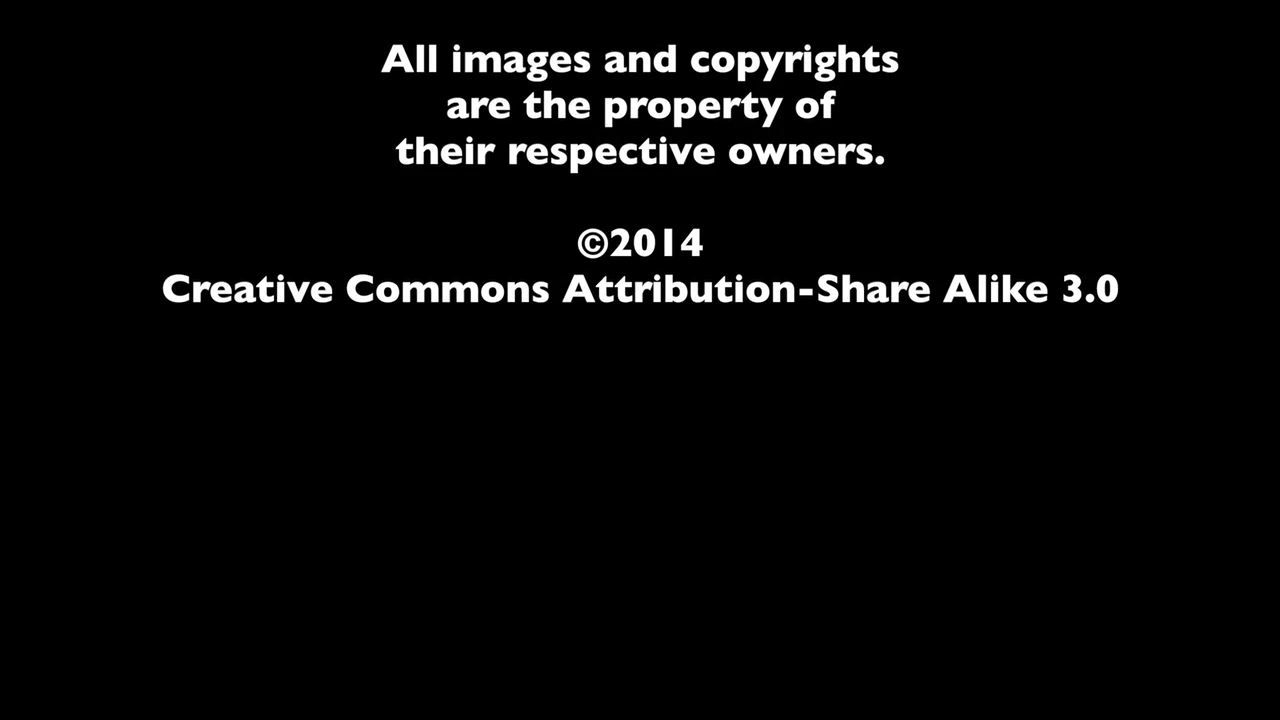 All images and copyrights
are the property of
their respective owners.
©2014
Creative Commons Attribution-Share Alike 3.0